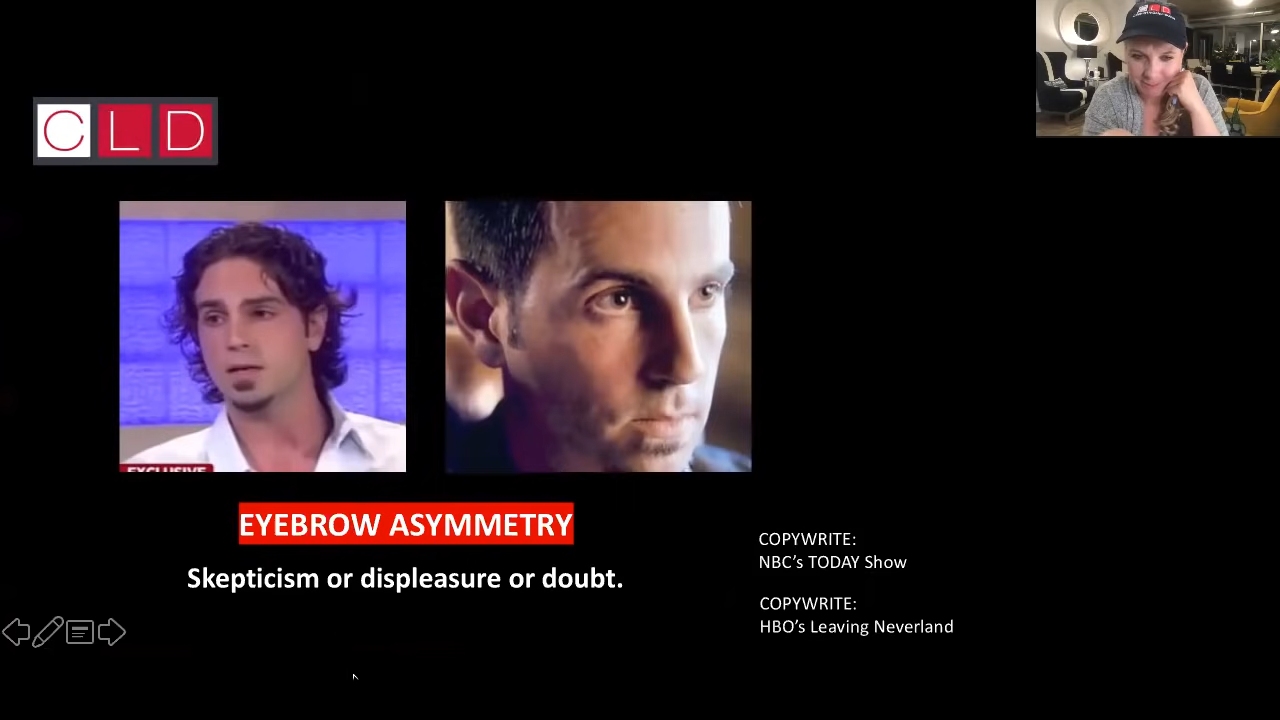 CLD
EXCLUSIVE
EYEBROW ASYMMETRY
Skepticism or displeasure or doubt.
COPYWRITE:
NBC's TODAY Show
COPYWRITE:
HBO's Leaving Neverland